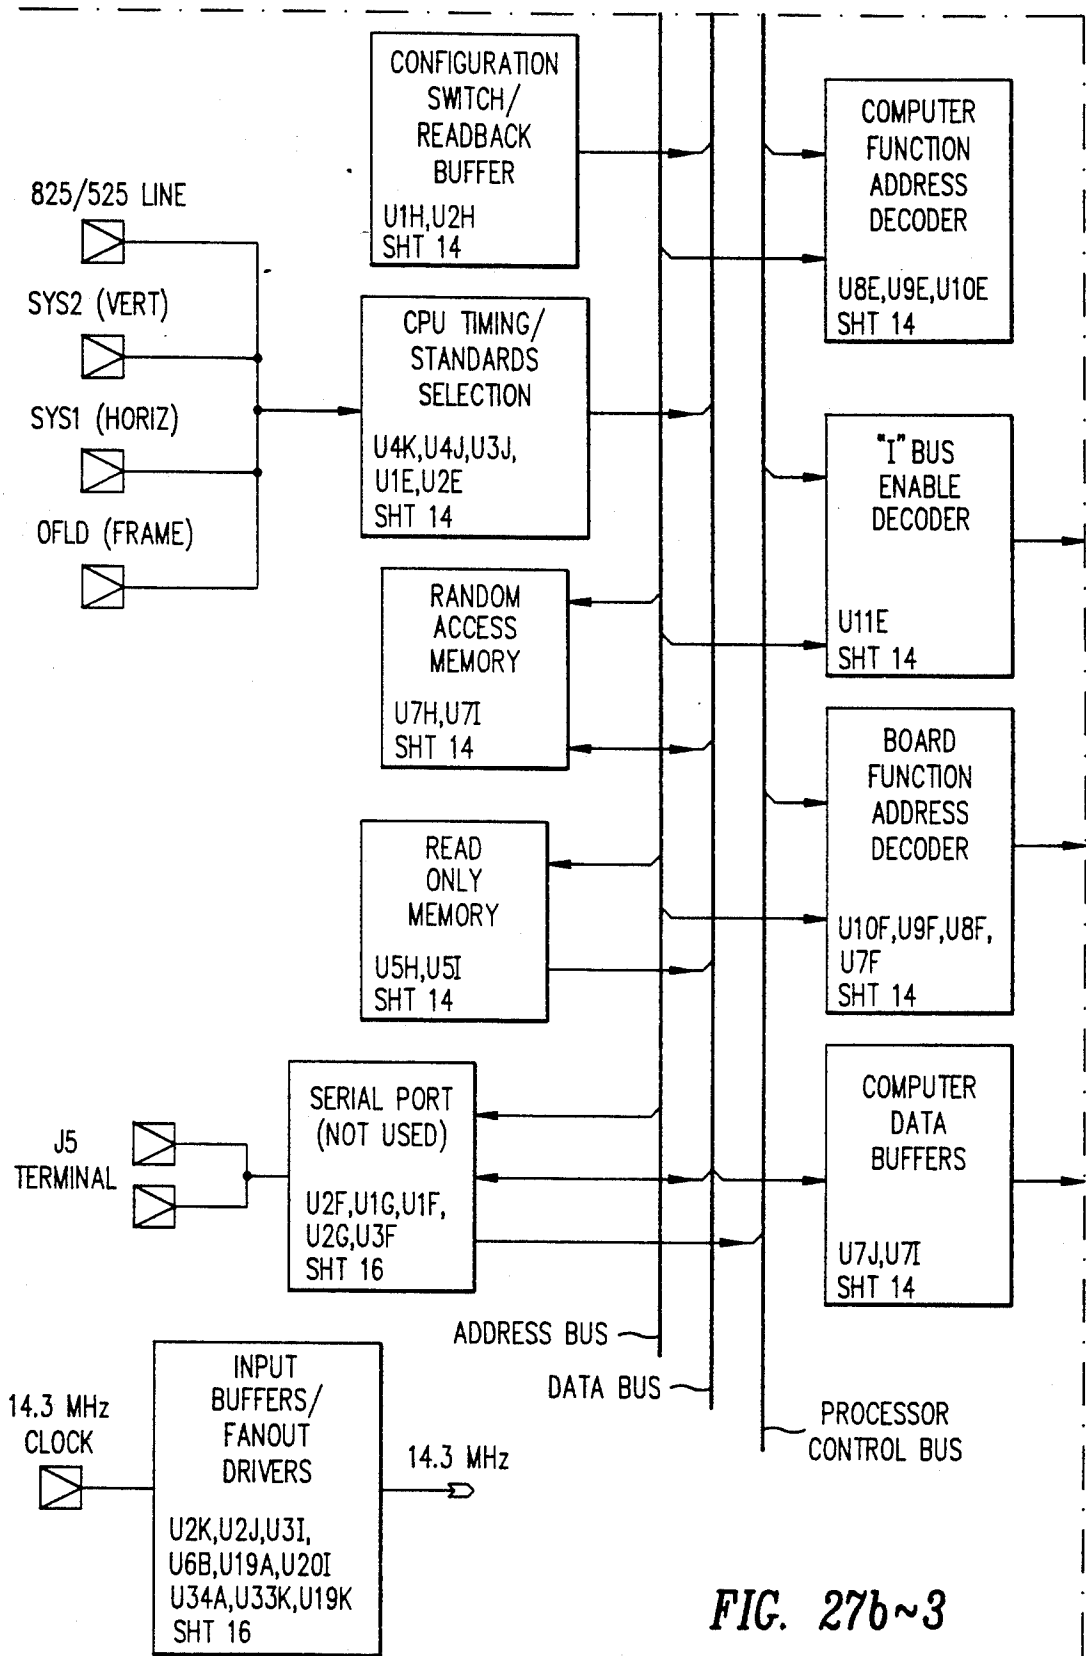 CONFIGURATION
SWITCH/
READBACK
BUFFER
U1H,U2H
SHT 14
COMPUTER
FUNCTION
ADDRESS
DECODER
U8E,U9E,U10E
SHT 14
825/525 LINE
SYS2 (VERT)
SYS1 (HORIZ)
OFLD (FRAME)
CPU TIMING/
STANDARDS
SELECTION
U4K,U4J,U3J,
U1E,U2E
SHT 14
"I" BUS
ENABLE
DECODER
U11E
SHT 14
RANDOM
ACCESS
MEMORY
U7H,U7I
SHT 14
BOARD
FUNCTION
ADDRESS
DECODER
U10F,U9F,U8F,
U7F
SHT 14
READ
ONLY
MEMORY
U5H,U5I
SHT 14
J5
TERMINAL
SERIAL PORT
(NOT USED)
U2F,U1G,U1F,
U2G,U3F
SHT 16
COMPUTER
DATA
BUFFERS
U7J,U7I
SHT 14
ADDRESS BUS
DATA BUS
PROCESSOR
CONTROL BUS
14.3 MHz
CLOCK
INPUT
BUFFERS/
FANOUT
DRIVERS
U2K,U2J,U3I,
U6B,U19A,U20I
U34A,U33K,U19K
SHT 16
14.3 MHz
FIG. 27b~3